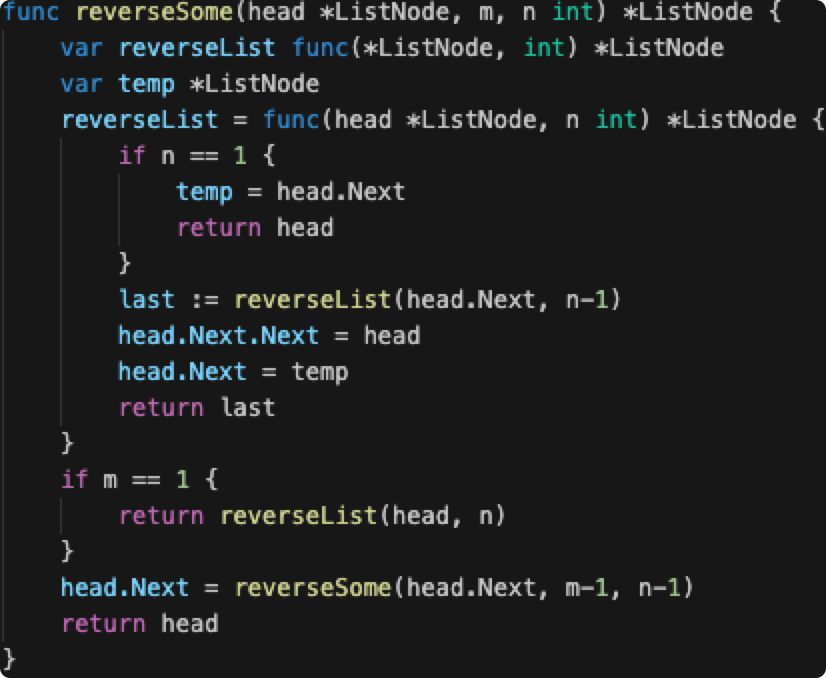 func reverseSome(head *ListNode, m, n int) *ListNode {
    var reverseList func(*ListNode, int) *ListNode
    var temp *ListNode
    reverseList = func(head *ListNode, n int) *ListNode {
        if n == 1 {
            temp = head.Next
            return head
        }
        last := reverseList(head.Next, n-1)
        head.Next.Next = head
        head.Next = temp
        return last
    }
    if m == 1 {
        return reverseList(head, n)
    }
    head.Next = reverseSome(head.Next, m-1, n-1)
    return head
}